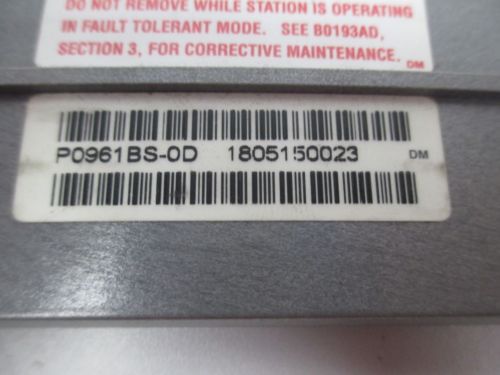 DO NOT REMOVE WHILE STATION IS OPERATING
IN FAULT TOLERANT MODE. SEE B0193AD,
SECTION 3, FOR CORRECTIVE MAINTENANCE.
DM
P0961BS-0D 1805150023 DM